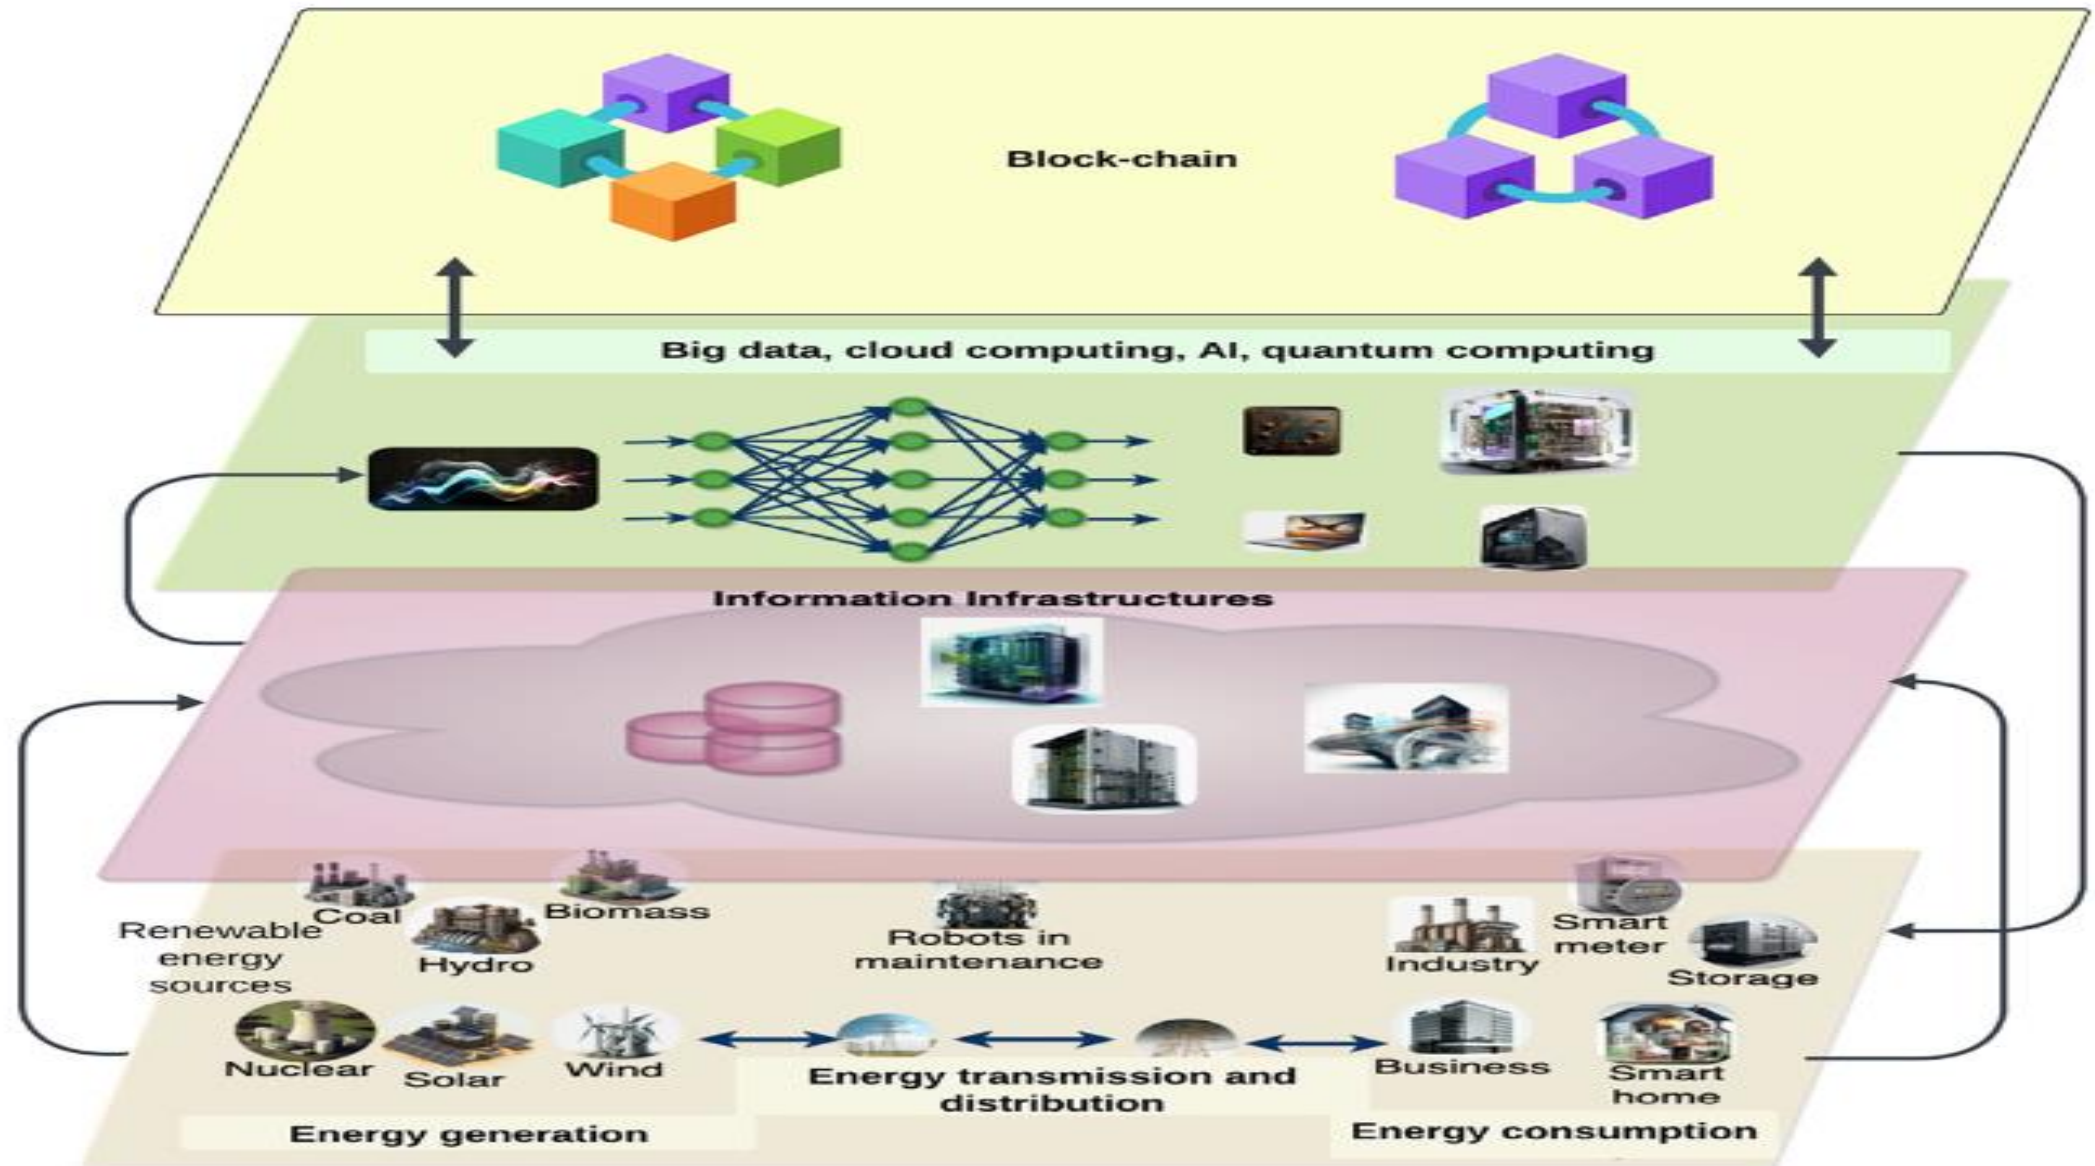 Block-chain
Big data, cloud computing, AI, quantum computing
Information Infrastructures
Coal
Biomass
Renewable
energy
sources
Hydro
Robots in
maintenance
Industry
Smart
meter
Storage
Nuclear
Solar
Wind
Business
Smart
home
Energy transmission and
distribution
Energy generation
Energy consumption